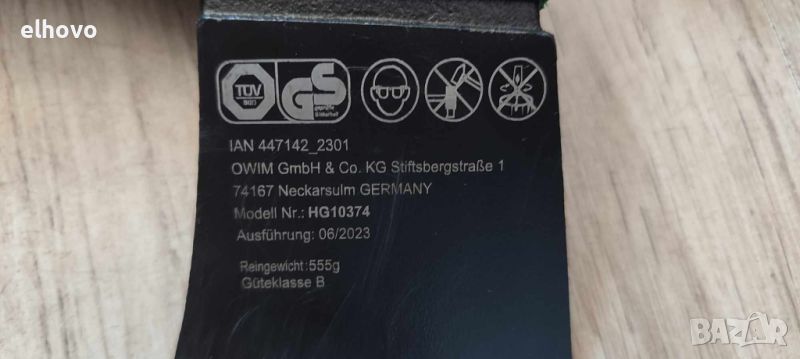 elhovo
TÜV
SÜD
GS
geprüfte
Sicherheit
IAN 447142_2301
OWIM GmbH & Co. KG Stiftsbergstraße 1
74167 Neckarsulm GERMANY
Modell Nr.: HG10374
Ausführung: 06/2023
Reingewicht: 555g
Güteklasse B
BAZAR